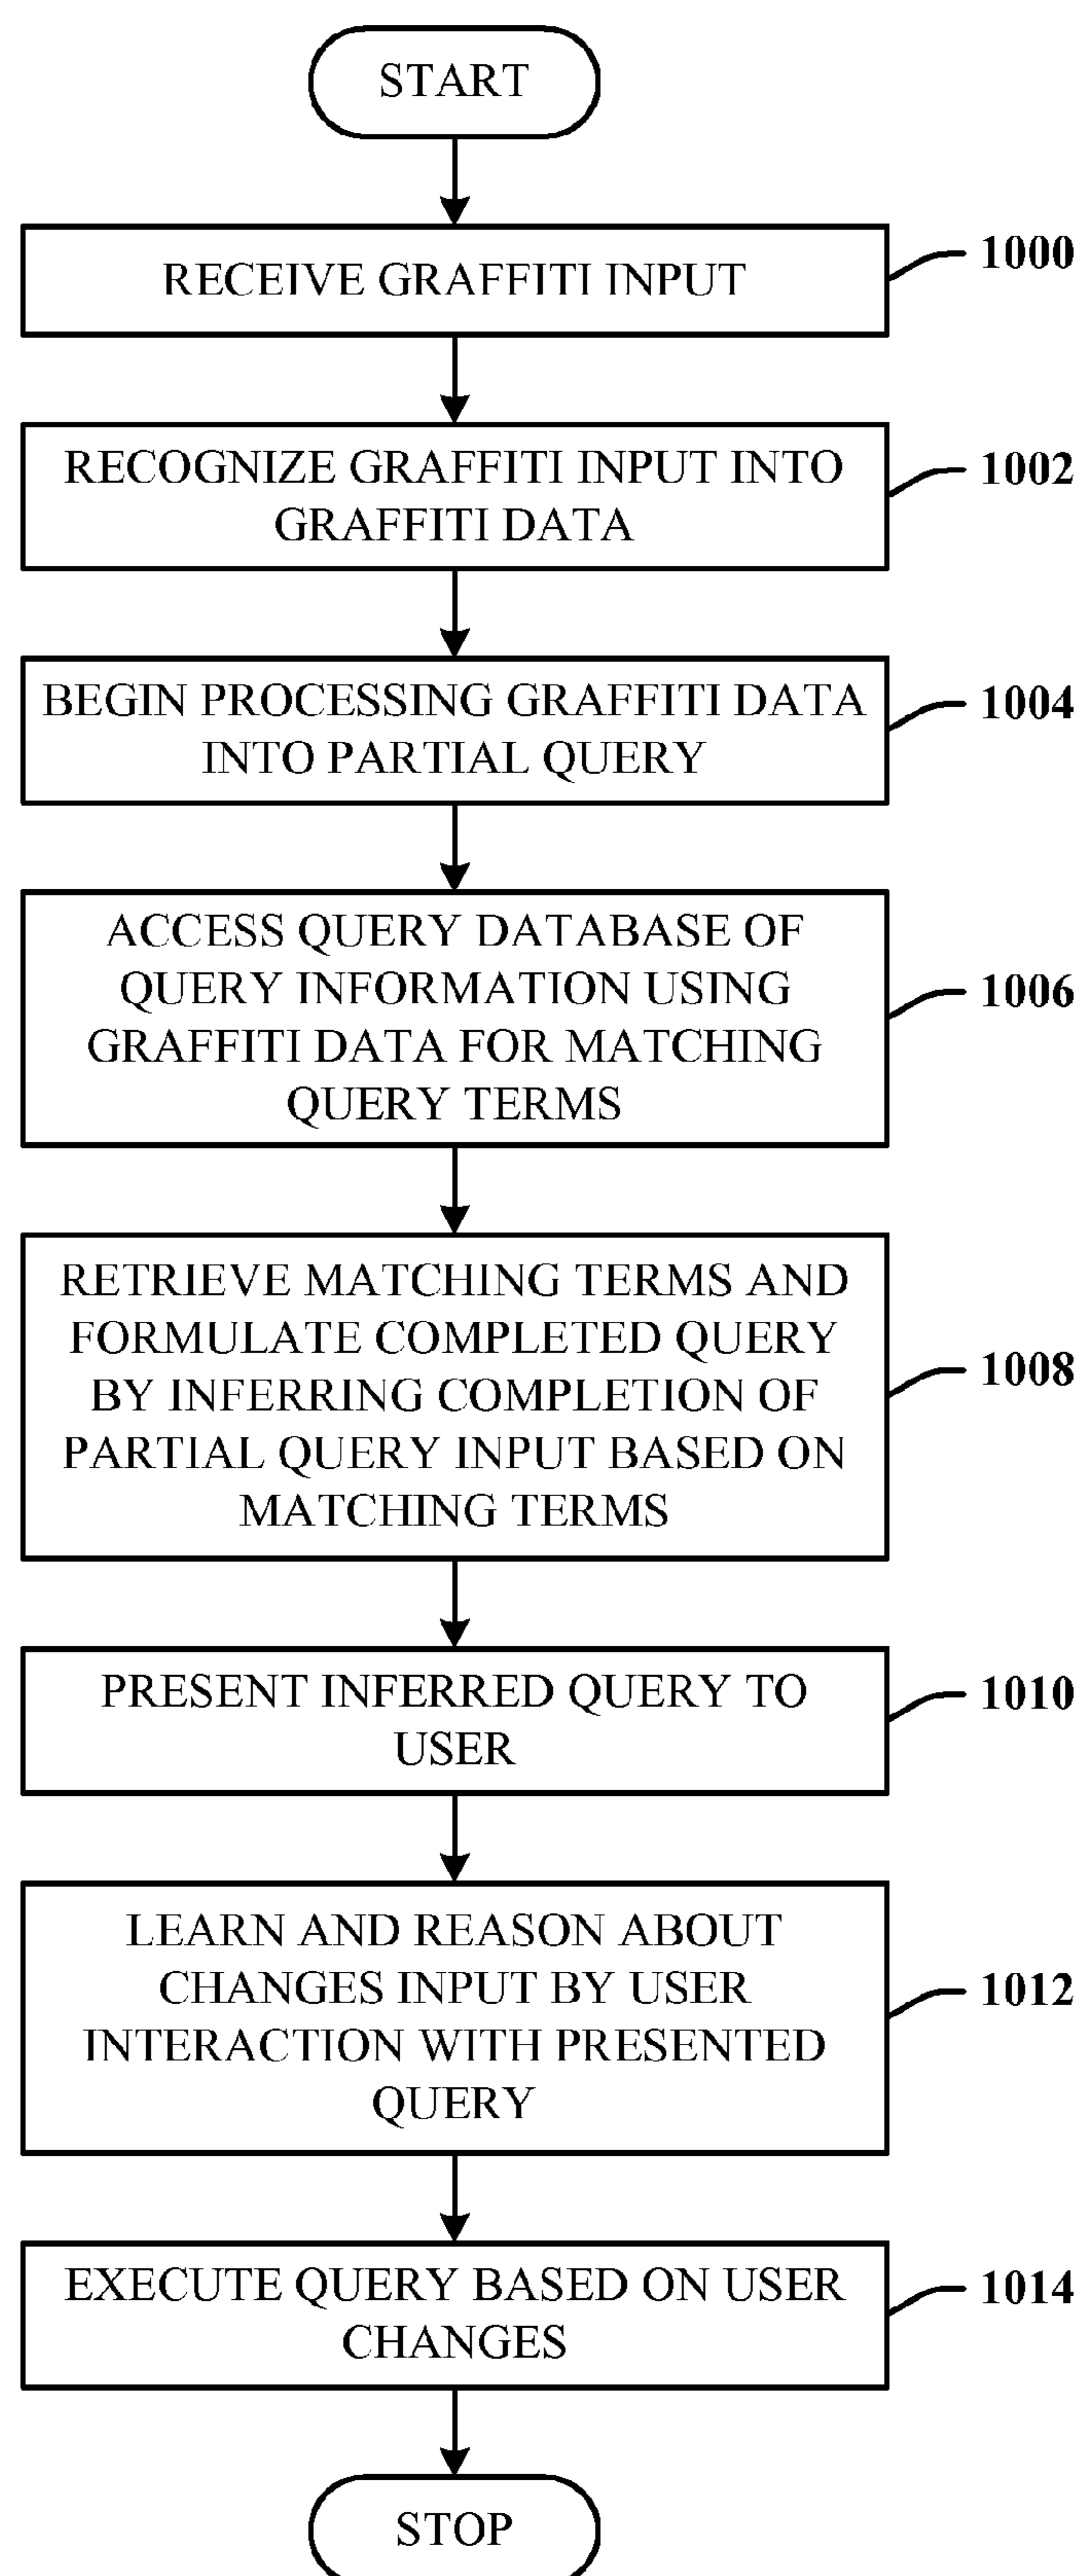 START
RECEIVE GRAFFITI INPUT
1000
RECOGNIZE GRAFFITI INPUT INTO
GRAFFITI DATA
1002
BEGIN PROCESSING GRAFFITI DATA
INTO PARTIAL QUERY
1004
ACCESS QUERY DATABASE OF
QUERY INFORMATION USING
GRAFFITI DATA FOR MATCHING
QUERY TERMS
1006
RETRIEVE MATCHING TERMS AND
FORMULATE COMPLETED QUERY
BY INFERRING COMPLETION OF
PARTIAL QUERY INPUT BASED ON
MATCHING TERMS
1008
PRESENT INFERRED QUERY TO
USER
1010
LEARN AND REASON ABOUT
CHANGES INPUT BY USER
INTERACTION WITH PRESENTED
QUERY
1012
EXECUTE QUERY BASED ON USER
CHANGES
1014
STOP